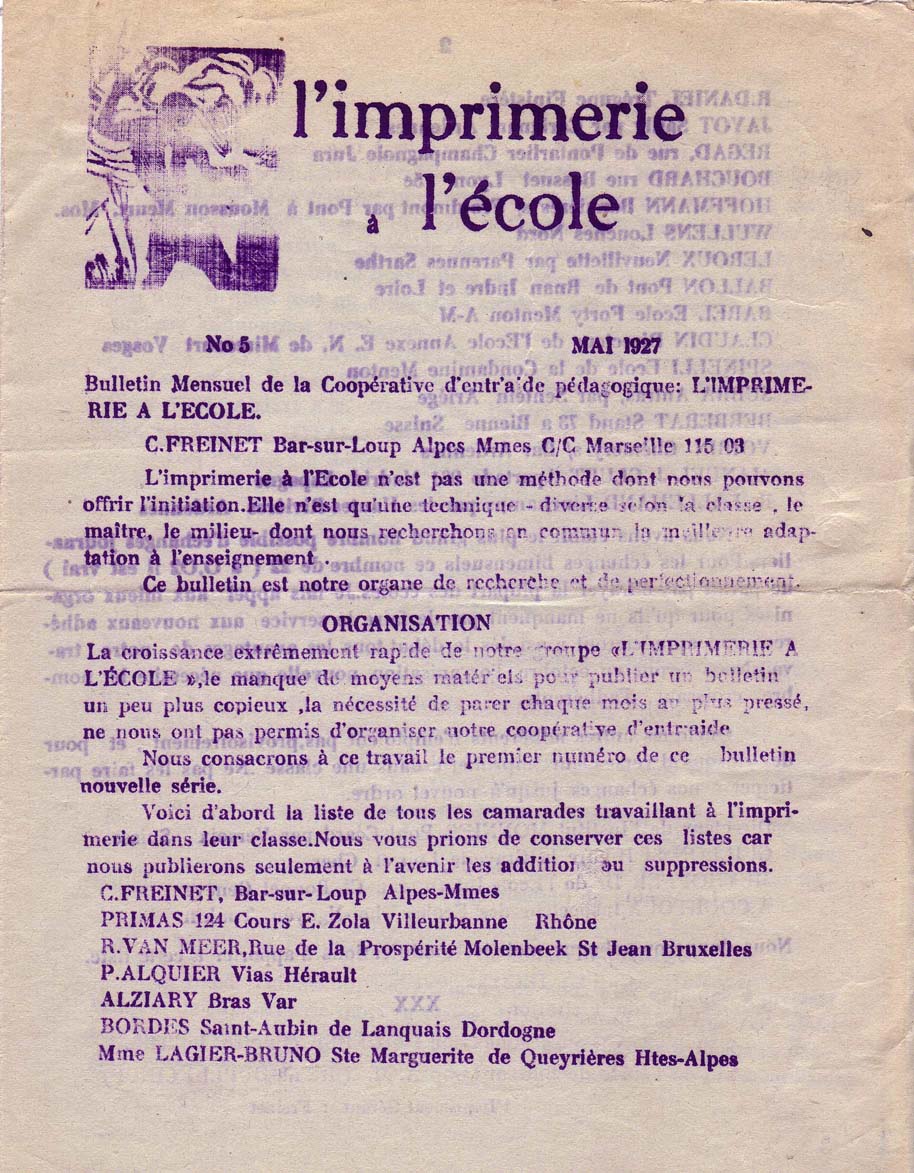 l'imprimerie
à l'école
No 5 MAI 1927
Bulletin Mensuel de la Coopérative d'entr'a'de pédagogique: L'IMPRIME-
RIE A L'ECOLE.
C.FREINET Bar-sur-Loup Alpes Mmes C/C Marseille 115 03
L'imprimerie à l'Ecole n'est pas une méthode dont nous pouvons
offrir l'initiation.Elle n'est qu'une technique - diverse selon la classe , le
maître, le milieu- dont nous recherchons en commun la meilleure adap-
tation à l'enseignement .
Ce bulletin est notre organe de recherche et de perfectionnement.
ORGANISATION
La croissance extrêmement rapide de notre groupe «L'IMPRIMERIE A
L'ÉCOLE »,le manque de moyens matér els pour publier un bulletin
un peu plus copieux ,la nécessité de parer chaque mois au plus pressé,
ne nous ont pas permis d'organiser notre coopérative d'entraide
Nous consacrons à ce travail le premier numéro de ce bulletin
nouvelle série.
Voici d'abord la liste de tous les camarades travaillant à l'impri-
merie dans leur classe.Nous vous prions de conserver ces listes car
nous publierons seulement à l'avenir les addition ou suppressions.
C.FREINET, Bar-sur-Loup Alpes-Mmes
PRIMAS 124 Cours E. Zola Villeurbanne Rhône
R.VAN MEER,Rue de la Prospérité Molenbeek St Jean Bruxelles
P.ALQUIER Vias Hérault
ALZIARY Bras Var
BORDES Saint-Aubin de Lanquais Dordogne
Mme LAGIER-BRUNO Ste Marguerite de Queyrières Htes-Alpes